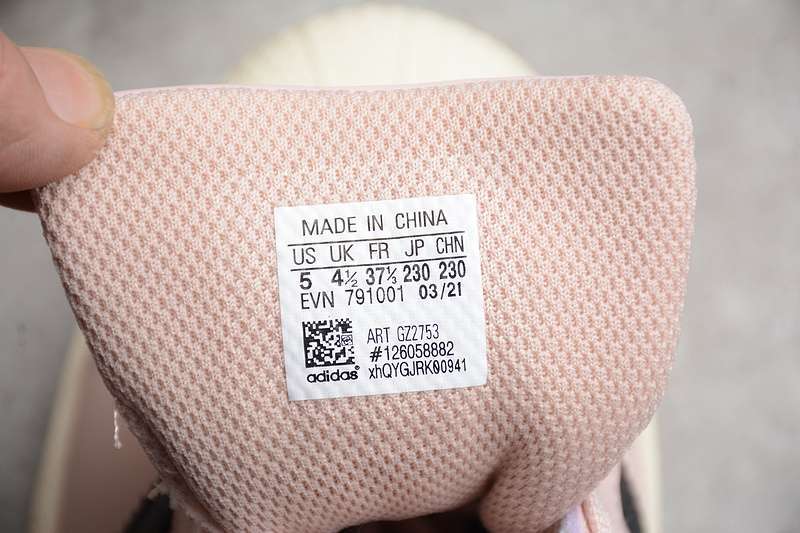 MADE IN CHINA
US UK FR JP CHN
5 4½ 37⅓ 230 230
EVN 791001 03/21
ART GZ2753
#126058882
adidas® xhQYGJRK00941